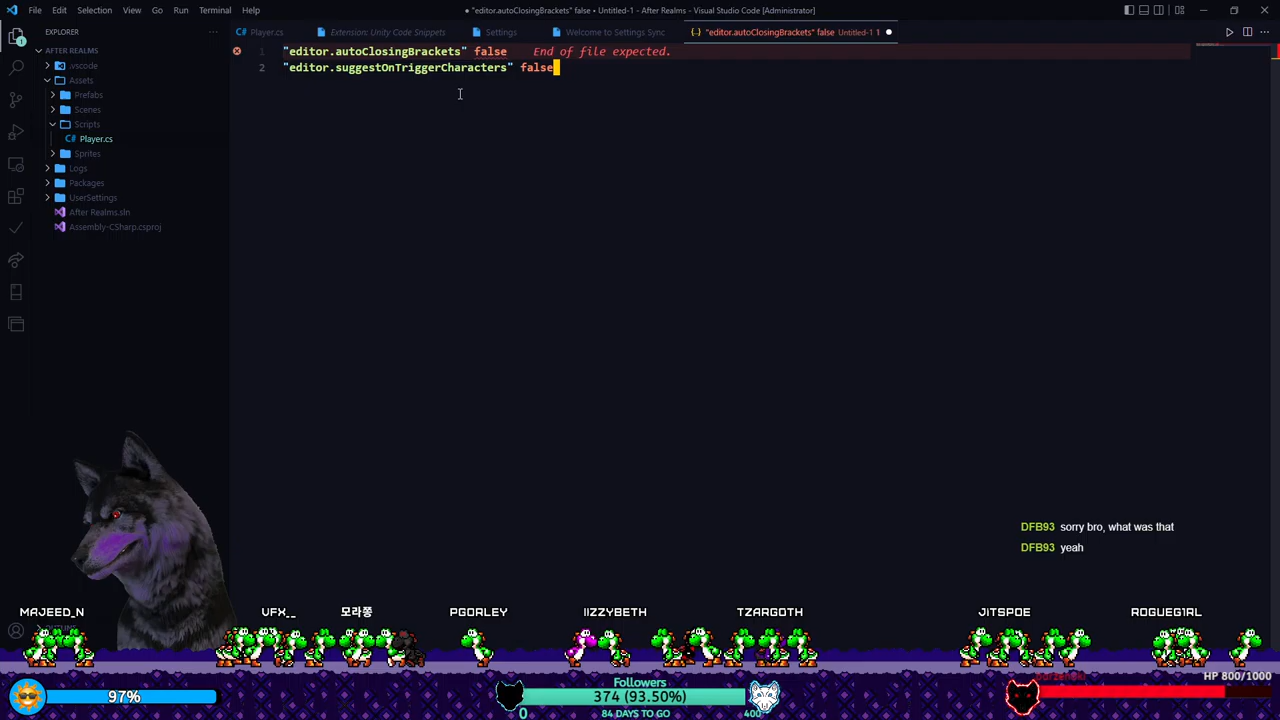 File Edit Selection View Go Run Terminal Help
● "editor.autoClosingBrackets" false • Untitled-1 - After Realms - Visual Studio Code [Administrator]
EXPLORER
Player.cs
Extension: Unity Code Snippets
Settings
Welcome to Settings Sync
"editor.autoClosingBrackets" false Untitled-1 1
AFTER REALMS
.vscode
Assets
Prefabs
Scenes
Scripts
Player.cs
Sprites
Logs
Packages
UserSettings
After Realms.sln
Assembly-CSharp.csproj
1 "editor.autoClosingBrackets" false End of file expected.
2 "editor.suggestOnTriggerCharacters" false
DFB93 sorry bro, what was that
DFB93 yeah
MAJEED_N
VFX__
모라쫑
PGORLEY
IIZZYBETH
TZARGOTH
JITSPOE
ROGUEG1RL
97%
Followers
374 (93.50%)
0
84 DAYS TO GO
400
HP 800/1000